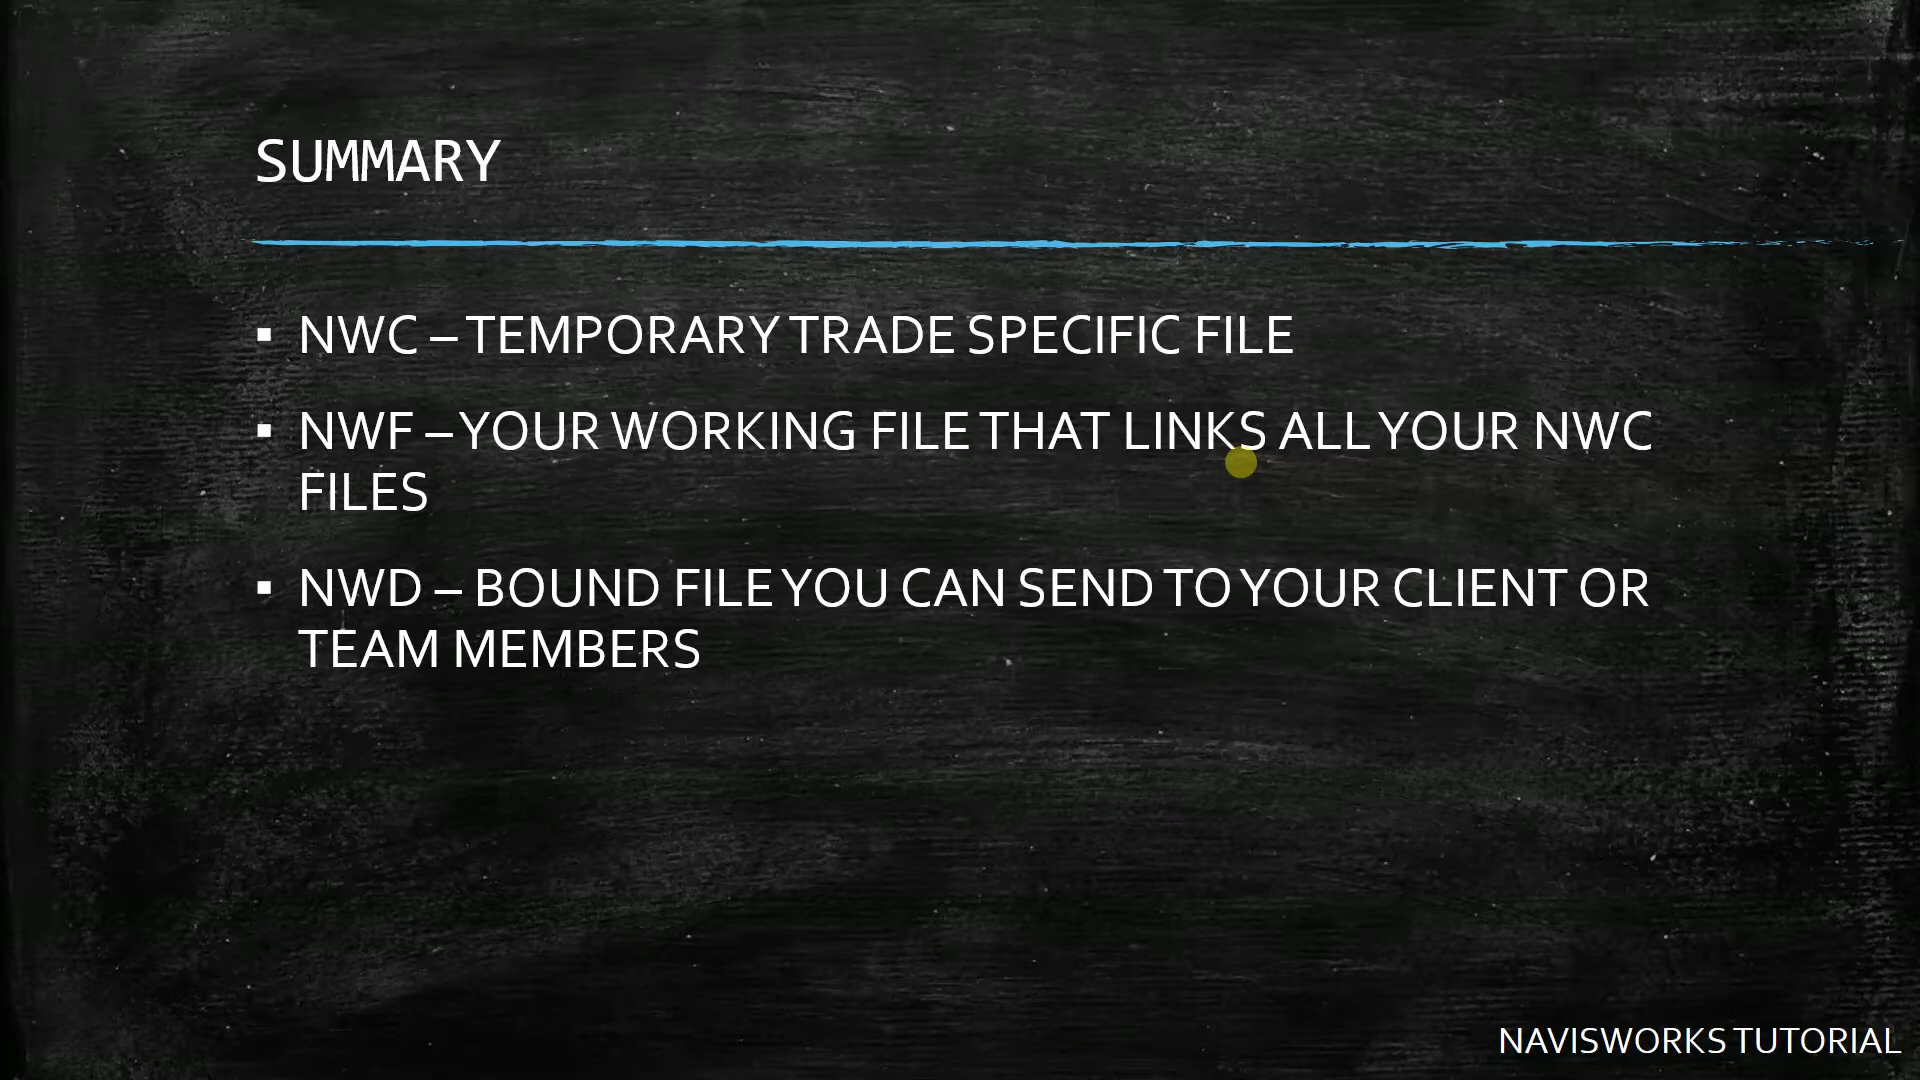 SUMMARY
▪ NWC – TEMPORARY TRADE SPECIFIC FILE
▪ NWF – YOUR WORKING FILE THAT LINKS ALL YOUR NWC
FILES
▪ NWD – BOUND FILE YOU CAN SEND TO YOUR CLIENT OR
TEAM MEMBERS
NAVISWORKS TUTORIAL